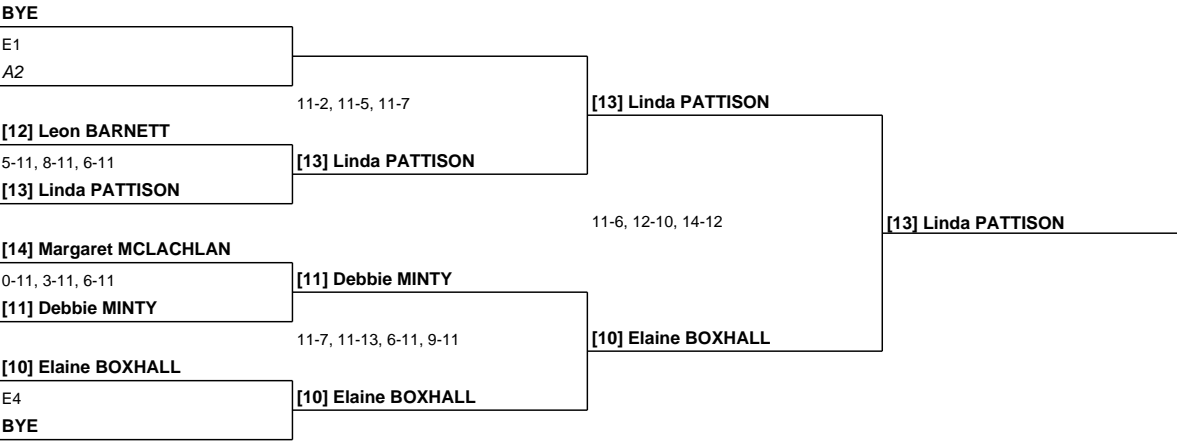 BYE
E1
A2
11-2, 11-5, 11-7
[13] Linda PATTISON
[12] Leon BARNETT
5-11, 8-11, 6-11
[13] Linda PATTISON
[13] Linda PATTISON
11-6, 12-10, 14-12
[13] Linda PATTISON
[14] Margaret MCLACHLAN
0-11, 3-11, 6-11
[11] Debbie MINTY
[11] Debbie MINTY
11-7, 11-13, 6-11, 9-11
[10] Elaine BOXHALL
[10] Elaine BOXHALL
E4
[10] Elaine BOXHALL
BYE